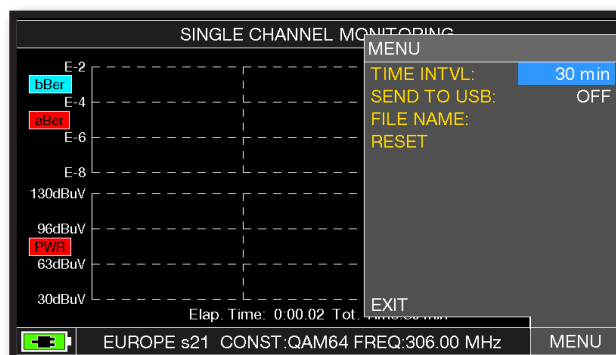 SINGLE CHANNEL MONITORING
MENU
TIME INTVL: 30 min
SEND TO USB: OFF
FILE NAME:
RESET
EXIT
E-2
bBer
E-4
aBer
E-6
E-8
130dBuV
96dBuV
PWR
63dBuV
30dBuV
Elap. Time: 0:00.02 Tot.
EUROPE s21 CONST:QAM64 FREQ:306.00 MHz
MENU